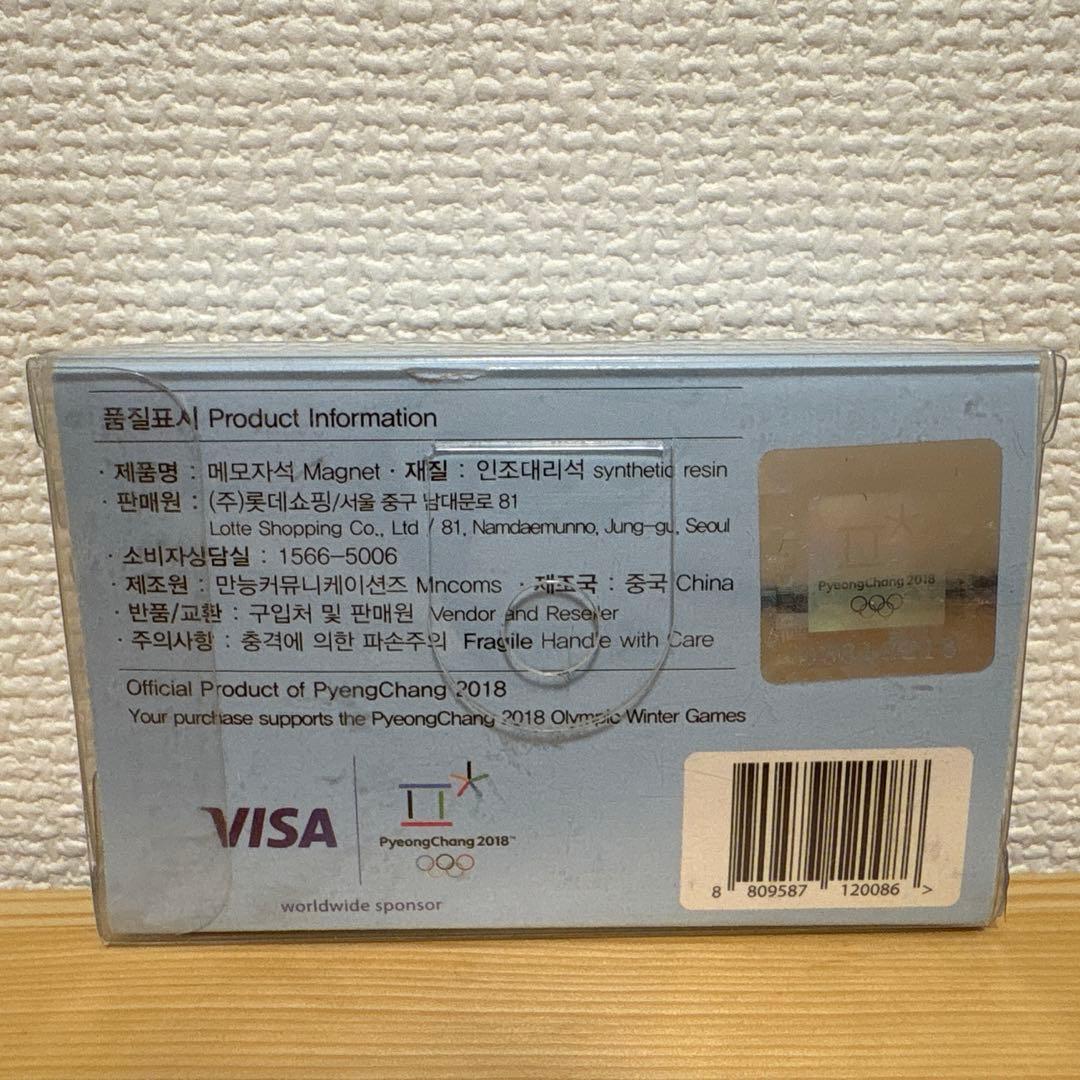 품질표시 Product Information
· 제품명 : 메모자석 Magnet · 재질 : 인조대리석 synthetic resin
· 판매원 : (주)롯데쇼핑/서울 중구 남대문로 81
Lotte Shopping Co., Ltd / 81, Namdaemunno, Jung-gu, Seoul
· 소비자상담실 : 1566-5006
· 제조원 : 만능커뮤니케이션즈 Mncoms · 제조국 : 중국 China
· 반품/교환 : 구입처 및 판매원 Vendor and Reseller
· 주의사항 : 충격에 의한 파손주의 Fragile Handle with Care
Official Product of PyengChang 2018
Your purchase supports the PyeongChang 2018 Olympic Winter Games
PyeongChang 2018
VISA
PyeongChang 2018™
worldwide sponsor
8 809587 120086 >